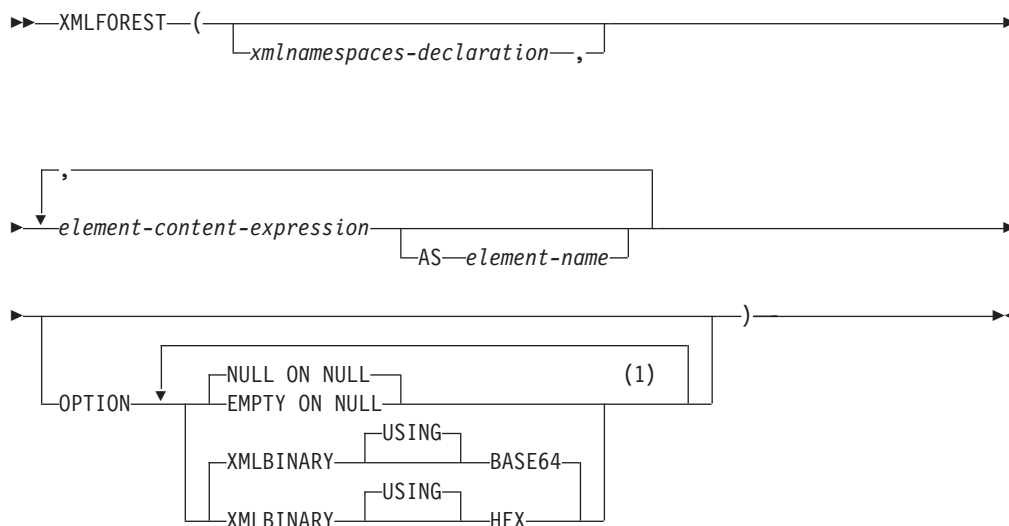 XMLFOREST (
xmlnamespaces-declaration ,
,
element-content-expression
AS element-name
)
NULL ON NULL (1)
OPTION EMPTY ON NULL
USING
XMLBINARY BASE64
USING
XMLBINARY HEX